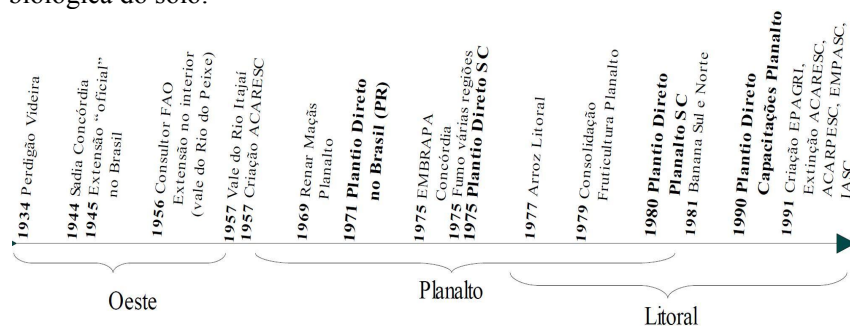 biológica do solo.
1934 Perdigão Videira
1944 Sadia Concórdia
1945 Extensão "oficial"
no Brasil
1956 Consultor FAO
Extensão no interior
(vale do Rio do Peixe)
1957 Vale do Rio Itajaí
1957 Criação ACARESC
1969 Renar Maçãs
Planalto
1971 Plantio Direto
no Brasil (PR)
1975 EMBRAPA
Concórdia
1975 Fumo várias regiões
1975 Plantio Direto SC
1977 Arroz Litoral
1979 Consolidação
Fruticultura Planalto
1980 Plantio Direto
Planalto SC
1981 Banana Sul e Norte
1990 Plantio Direto
Capacitações Planalto
1991 Criação EPAGRI,
Extinção ACARESC,
ACARPESC, EMPASC,
IASC
Oeste
Planalto
Litoral